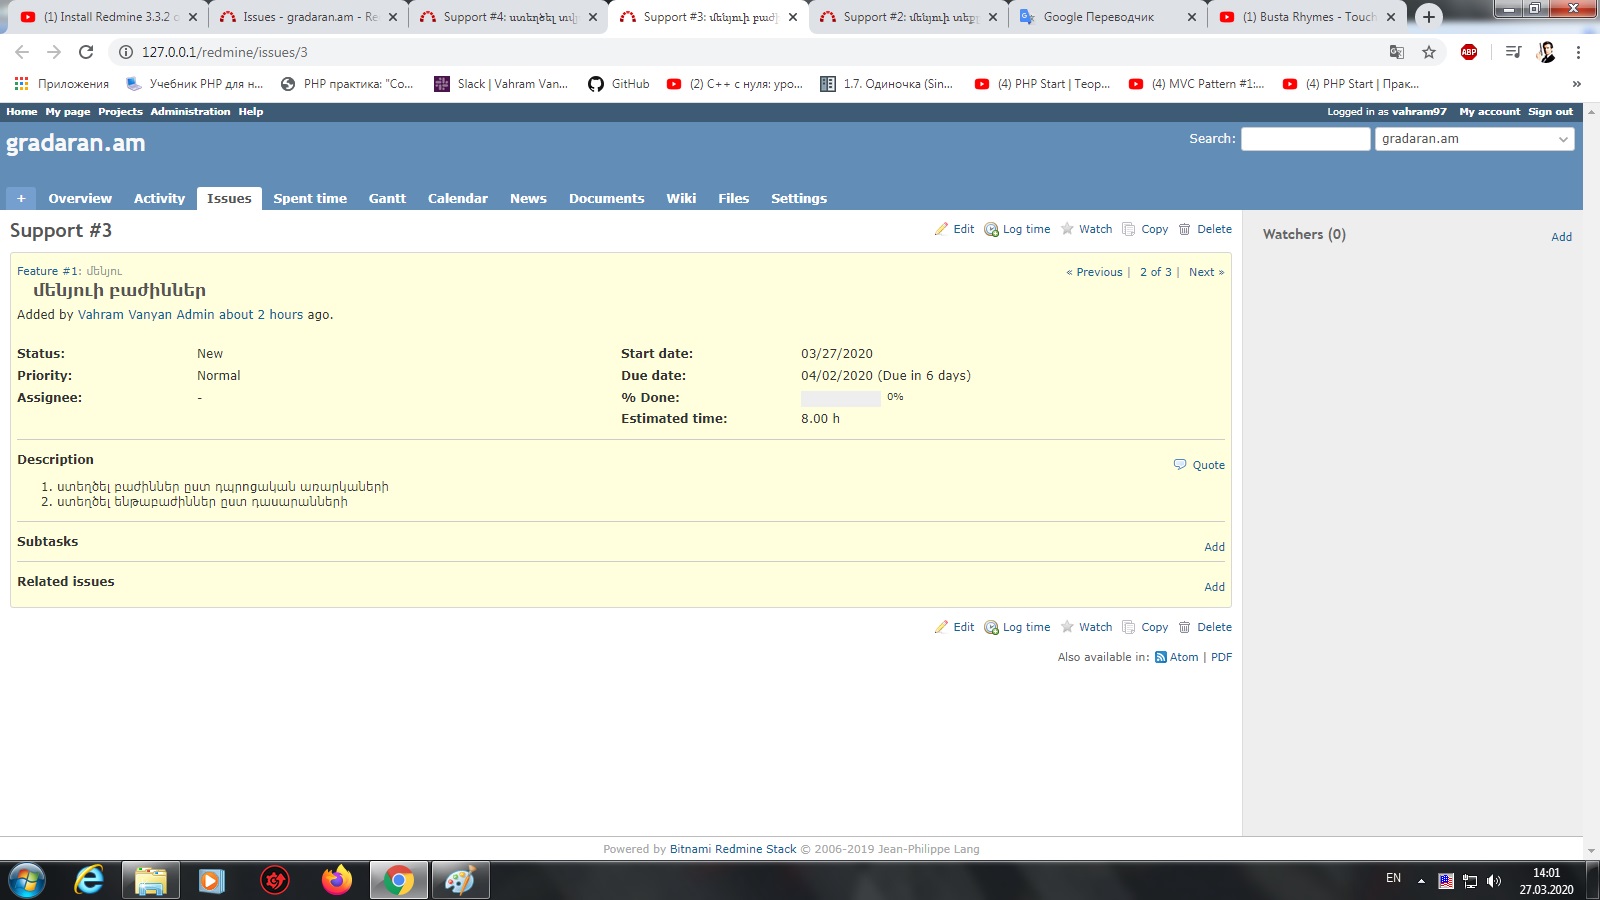 (1) Install Redmine 3.3.2 o
Issues - gradaran.am - Re
Support #4: ստեղծել տվ
Support #3: մենյուի բաժի
Support #2: մենյուի
Google Переводчик
(1) Busta Rhymes - Touch
127.0.0.1/redmine/issues/3
ABP
Приложения
Учебник PHP для н...
PHP практика: "Со...
Slack | Vahram Van...
GitHub
(2) C++ с нуля: уро...
1.7. Одиночка (Sin...
(4) PHP Start | Теор...
(4) MVC Pattern #1:...
(4) PHP Start | Прак...
»
Home My page Projects Administration Help
Logged in as vahram97 My account Sign out
gradaran.am
Search:
gradaran.am
+ Overview Activity Issues Spent time Gantt Calendar News Documents Wiki Files Settings
Support #3
Edit Log time Watch Copy Delete
Watchers (0)
Add
Feature #1: մենյու
« Previous | 2 of 3 | Next »
մենյուի բաժիններ
Added by Vahram Vanyan Admin about 2 hours ago.
Status: New
Start date: 03/27/2020
Priority: Normal
Due date: 04/02/2020 (Due in 6 days)
Assignee: -
% Done: 0%
Estimated time: 8.00 h
Description
Quote
1. ստեղծել բաժիններ ըստ դպրոցական առարկաների
2. ստեղծել ենթաբաժիններ ըստ դասարանների
Subtasks
Add
Related issues
Add
Edit Log time Watch Copy Delete
Also available in: Atom | PDF
Powered by Bitnami Redmine Stack © 2006-2019 Jean-Philippe Lang
EN
14:01
27.03.2020